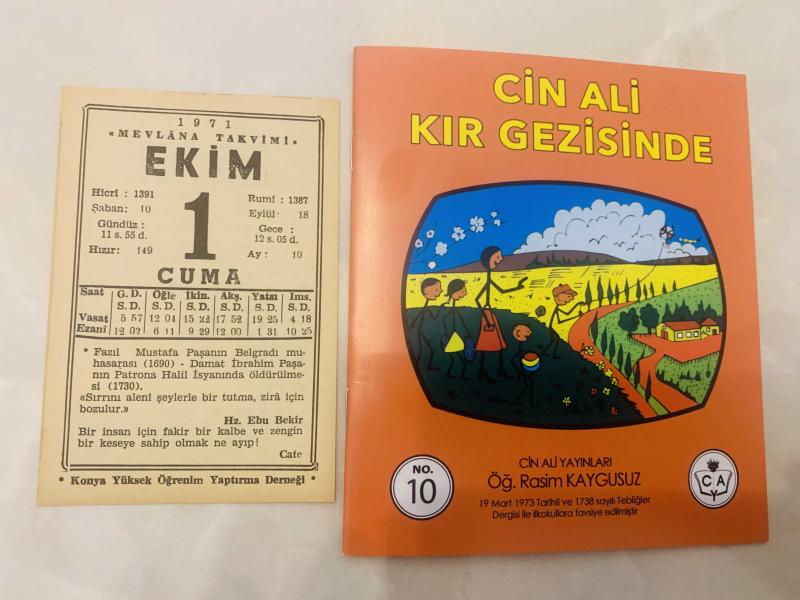 1971
«MEVLÂNA TAKVİMİ»
EKİM
Hicrî : 1391
Şaban: 10
Gündüz :
11 s. 55 d.
Hızır: 149
1
Rumî : 1387
Eylül 18
Gece :
12 s. 05 d.
Ay : 10
CUMA
Saat G. D. Öğle İkin. Akş. Yatsı İms.
S. D. S. D. S. D. S. D. S. D. S. D.
Vasatî 5 57 12 04 15 22 17 52 19 25 4 18
Ezanî 12 02 6 11 9 29 12 00 1 31 10 25
* Fazıl Mustafa Paşanın Belgradı mu-
hasarası (1690) - Damat İbrahim Paşa-
nın Patrona Halil İsyanında öldürülme-
si (1730).
«Sırrını aleni şeylerle bir tutma, zirâ için
bozulur.»
Hz. Ebu Bekir
Bir insan için fakir bir kalbe ve zengin
bir keseye sahip olmak ne ayıp!
Cate
• Konya Yüksek Öğrenim Yaptırma Derneği •
CİN ALİ
KIR GEZİSİNDE
NO.
10
CİN ALİ YAYINLARI
Öğ. Rasim KAYGUSUZ
19 Mart 1973 Tarihli ve 1738 sayılı Tebliğler
Dergisi ile ilkokullara tavsiye edilmiştir
C A